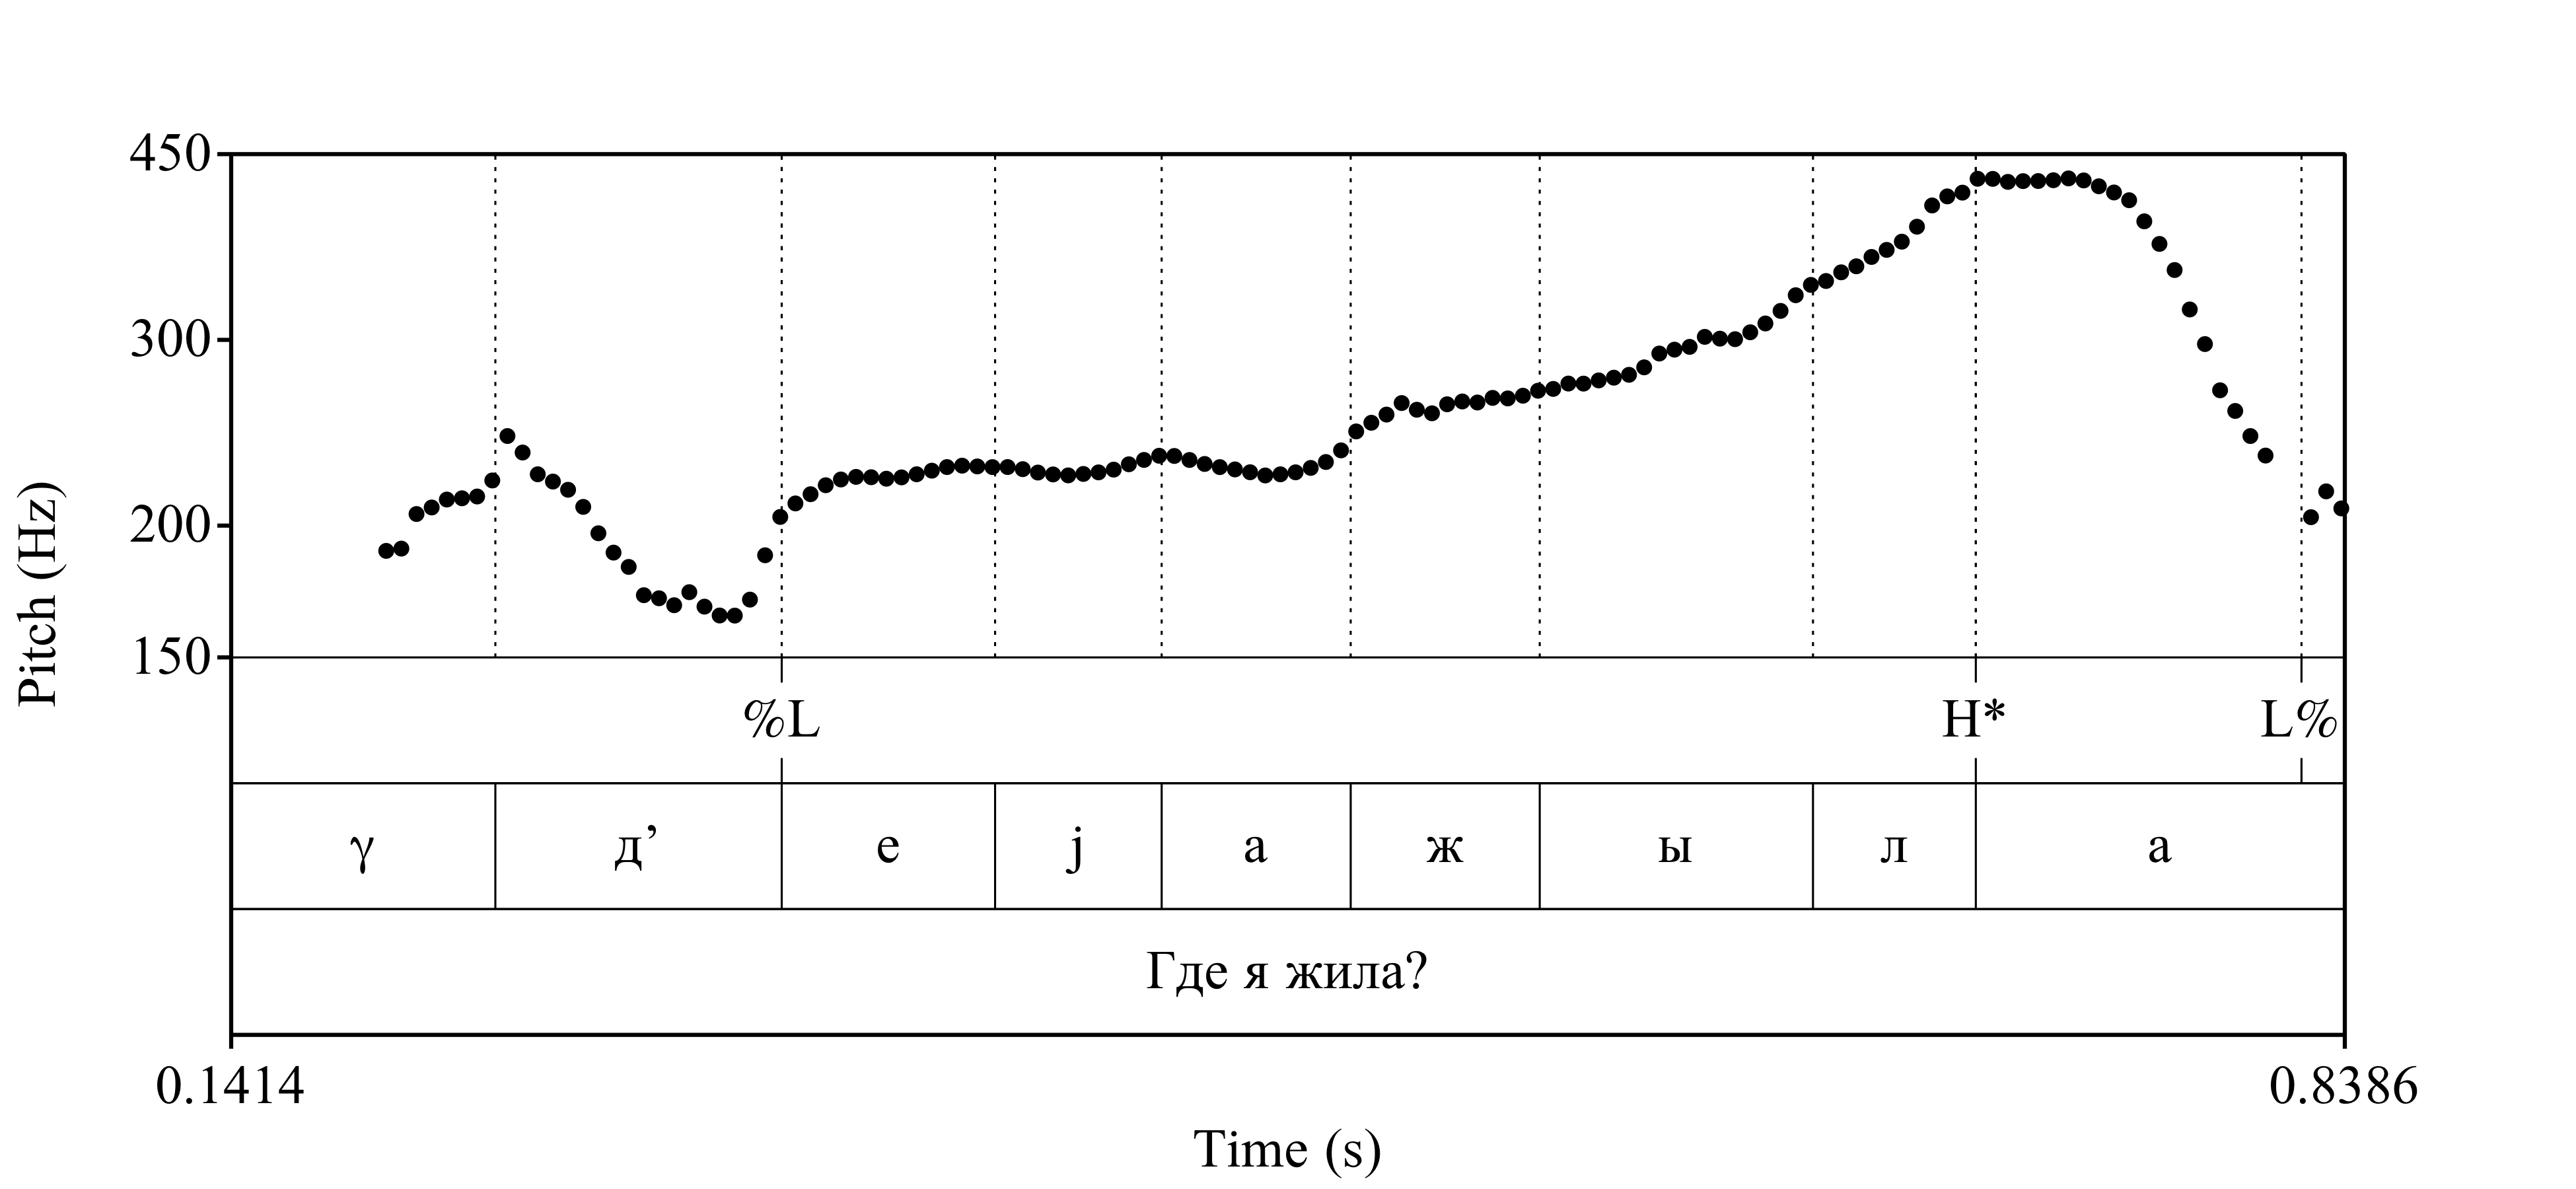 450
300
200
150
Pitch (Hz)
%L H* L%
γ д’ е j а ж ы л а
Где я жила?
0.1414 0.8386
Time (s)